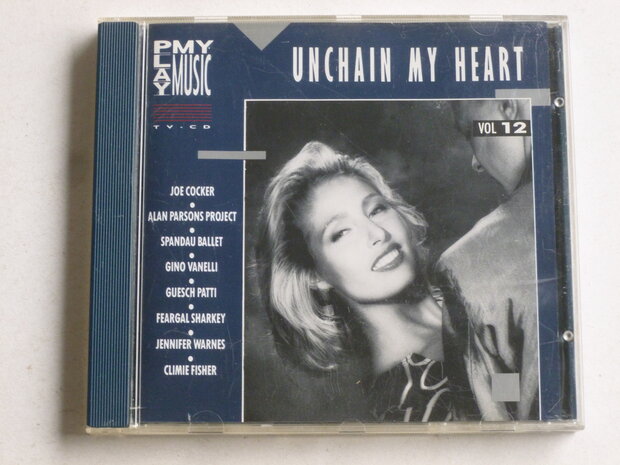 PLAY MY MUSIC
TV-CD
UNCHAIN MY HEART
VOL 12
JOE COCKER
ALAN PARSONS PROJECT
SPANDAU BALLET
GINO VANELLI
GUESCH PATTI
FEARGAL SHARKEY
JENNIFER WARNES
CLIMIE FISHER